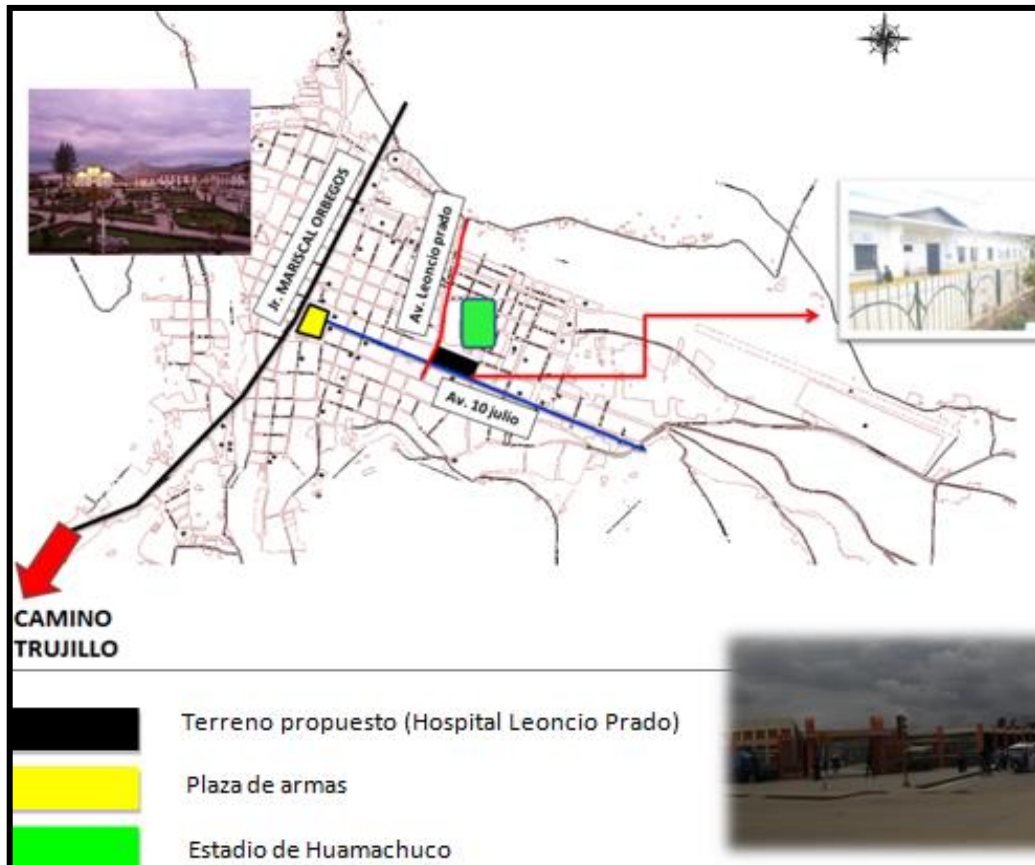 Jr. MARISCAL ORBEGOS
Av. Leoncio prado
Av. 10 julio
CAMINO
TRUJILLO
Terreno propuesto (Hospital Leoncio Prado)
Plaza de armas
Estadio de Huamachuco